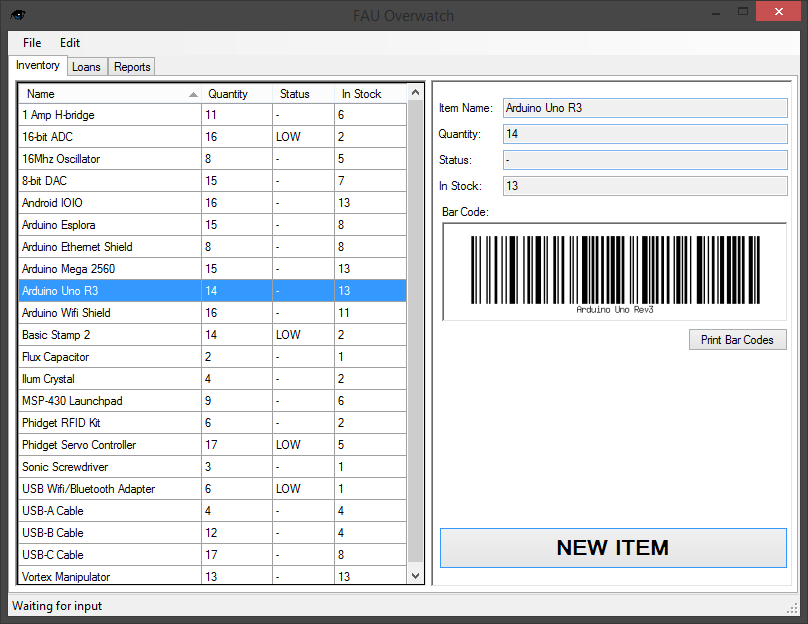 FAU Overwatch
File Edit
Inventory Loans Reports
Name Quantity Status In Stock
1 Amp H-bridge 11 - 6
16-bit ADC 16 LOW 2
16Mhz Oscillator 8 - 5
8-bit DAC 15 - 7
Android IOIO 16 - 13
Arduino Esplora 15 - 8
Arduino Ethernet Shield 8 - 8
Arduino Mega 2560 15 - 13
Arduino Uno R3 14 - 13
Arduino Wifi Shield 16 - 11
Basic Stamp 2 14 LOW 2
Flux Capacitor 2 - 1
Ilum Crystal 4 - 2
MSP-430 Launchpad 9 - 6
Phidget RFID Kit 6 - 2
Phidget Servo Controller 17 LOW 5
Sonic Screwdriver 3 - 1
USB Wifi/Bluetooth Adapter 6 LOW 1
USB-A Cable 4 - 4
USB-B Cable 12 - 4
USB-C Cable 17 - 8
Vortex Manipulator 13 - 13
Item Name: Arduino Uno R3
Quantity: 14
Status: -
In Stock: 13
Bar Code:
Arduino Uno Rev3
Print Bar Codes
NEW ITEM
Waiting for input